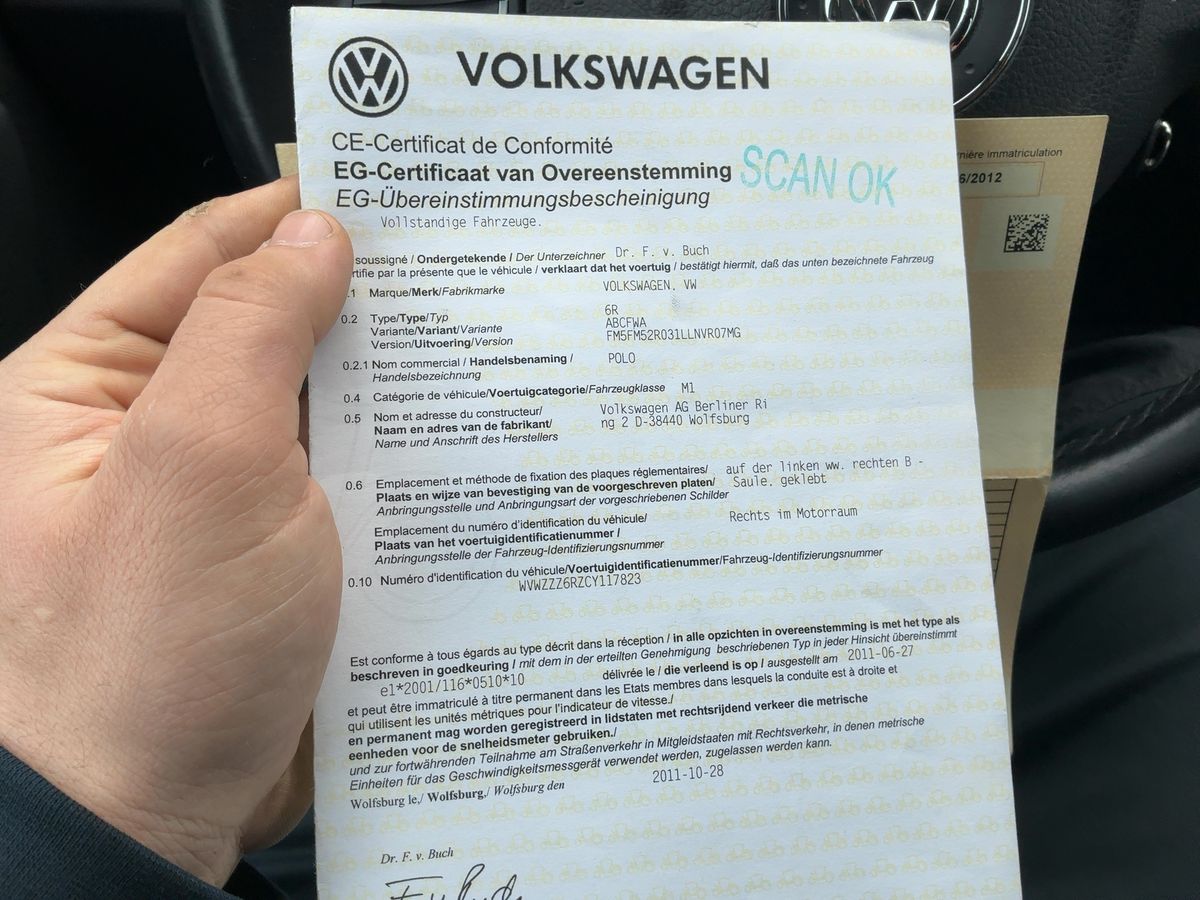 VOLKSWAGEN
CE-Certificat de Conformité
EG-Certificaat van Overeenstemming
EG-Übereinstimmungsbescheinigung
SCAN OK
Vollstandige Fahrzeuge.
nière immatriculation
6/2012
soussigné / Ondergetekende / Der Unterzeichner Dr. F. v. Buch
rtifie par la présente que le véhicule / verklaart dat het voertuig / bestätigt hiermit, daß das unten bezeichnete Fahrzeug
.1 Marque/Merk/Fabrikmarke VOLKSWAGEN. VW
0.2 Type/Type/Typ 6R
Variante/Variant/Variante ABCFWA
Version/Uitvoering/Version FM5FM52R031LLNVR07MG
0.2.1 Nom commercial / Handelsbenaming / POLO
Handelsbezeichnung
0.4 Catégorie de véhicule/Voertuigcategorie/Fahrzeugklasse M1
0.5 Nom et adresse du constructeur/ Volkswagen AG Berliner Ri
Naam en adres van de fabrikant/ ng 2 D-38440 Wolfsburg
Name und Anschrift des Herstellers
0.6 Emplacement et méthode de fixation des plaques réglementaires/ auf der linken ww. rechten B -
Plaats en wijze van bevestiging van de voorgeschreven platen/ Saule. geklebt
Anbringungsstelle und Anbringungsart der vorgeschriebenen Schilder
Emplacement du numéro d'identification du véhicule/ Rechts im Motorraum
Plaats van het voertuigidentificatienummer /
Anbringungsstelle der Fahrzeug-Identifizierungsnummer
0.10 Numéro d'identification du véhicule/Voertuigidentificatienummer/Fahrzeug-Identifizierungsnummer
WVWZZZ6RZCY117823
Est conforme à tous égards au type décrit dans la réception / in alle opzichten in overeenstemming is met het type als
beschreven in goedkeuring / mit dem in der erteilten Genehmigung beschriebenen Typ in jeder Hinsicht übereinstimmt
e1*2001/116*0510*10 délivrée le / die verleend is op / ausgestellt am 2011-06-27
et peut être immatriculé à titre permanent dans les Etats membres dans lesquels la conduite est à droite et
qui utilisent les unités métriques pour l'indicateur de vitesse./
en permanent mag worden geregistreerd in lidstaten met rechtsrijdend verkeer die metrische
eenheden voor de snelheidsmeter gebruiken./
und zur fortwährenden Teilnahme am Straßenverkehr in Mitgleidstaaten mit Rechtsverkehr, in denen metrische
Einheiten für das Geschwindigkeitsmessgerät verwendet werden, zugelassen werden kann.
Wolfsburg le,/ Wolfsburg,/ Wolfsburg den 2011-10-28
Dr. F. v. Buch